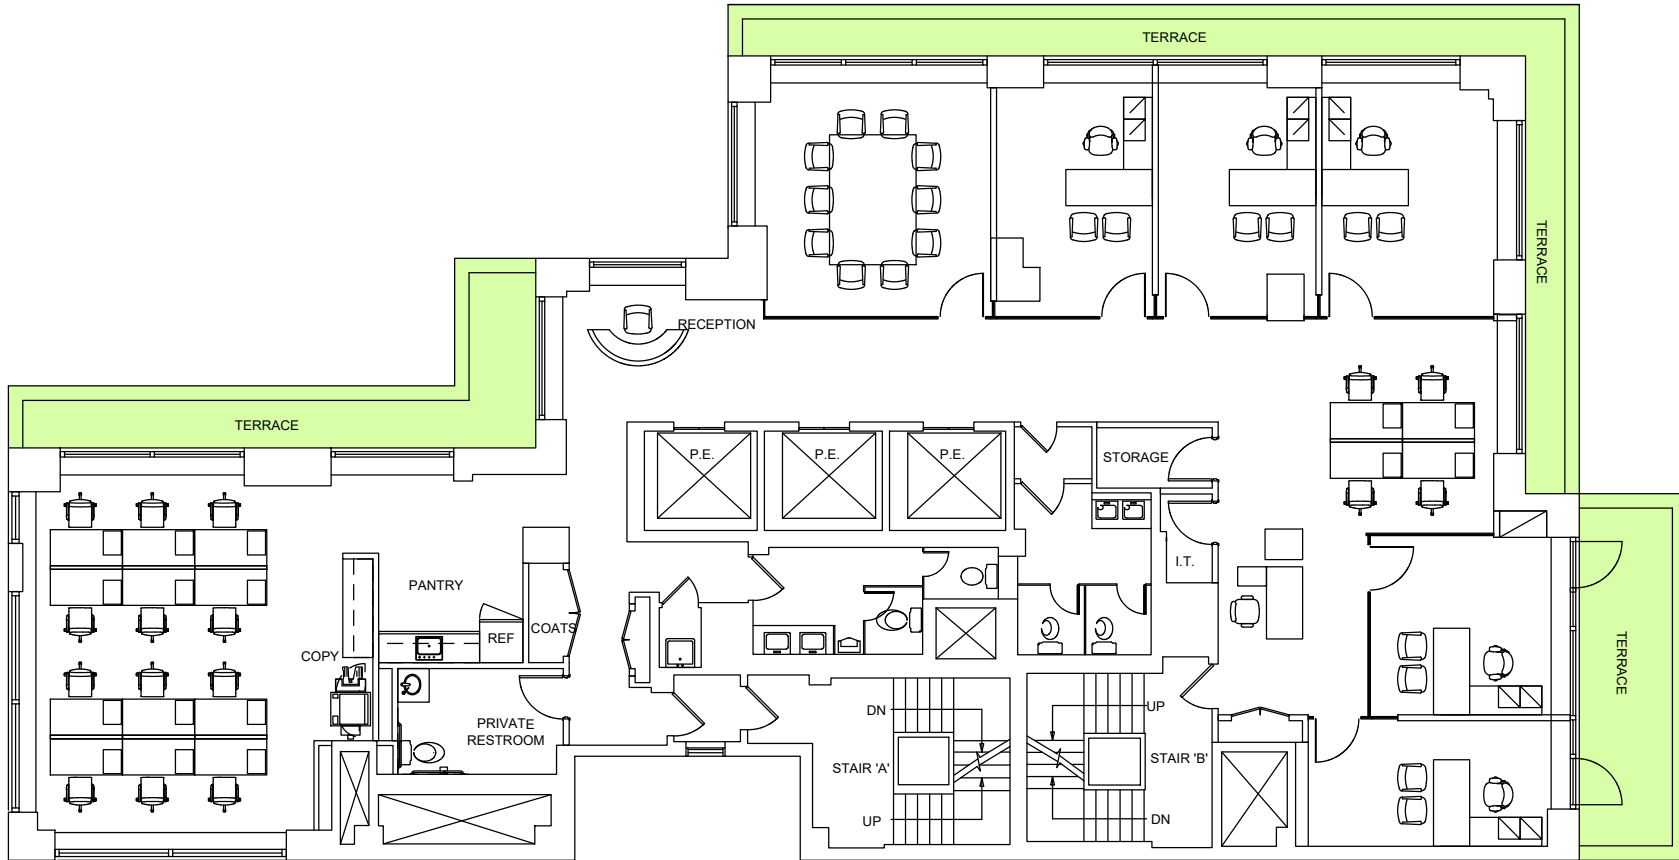 TERRACE
TERRACE
RECEPTION
TERRACE
P.E.
P.E.
P.E.
STORAGE
I.T.
PANTRY
REF
COATS
COPY
TERRACE
PRIVATE
RESTROOM
DN
UP
STAIR 'A'
STAIR 'B'
UP
DN